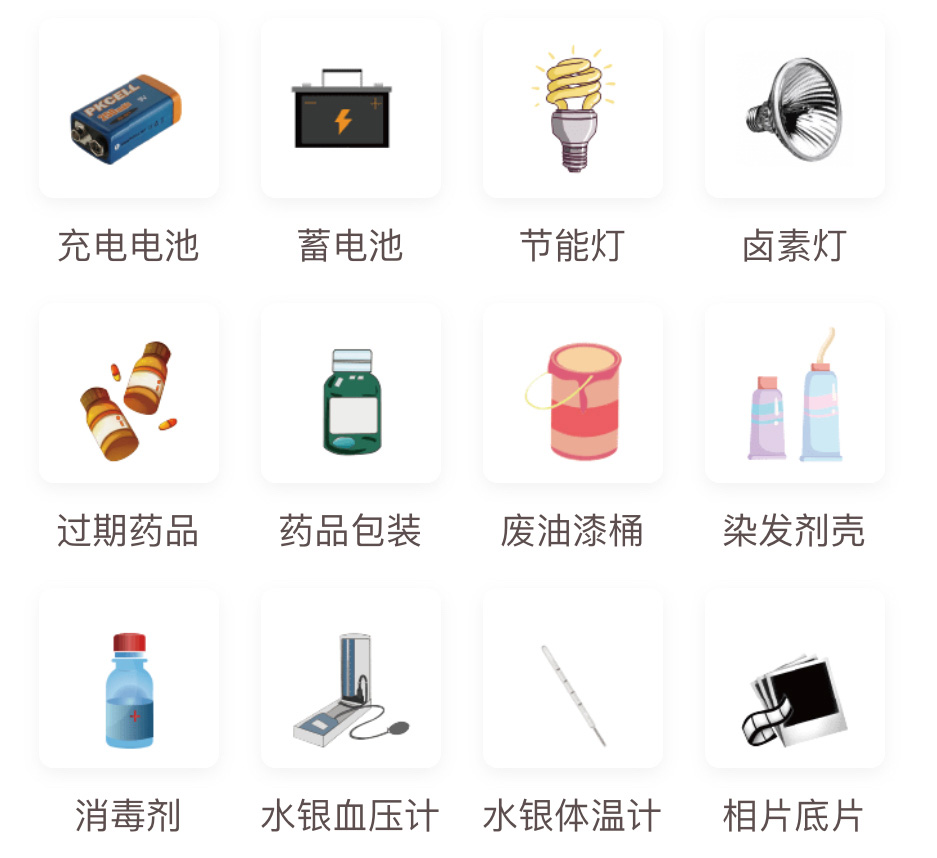 PKCELL
9V
充电电池
蓄电池
节能灯
卤素灯
过期药品
药品包装
废油漆桶
染发剂壳
消毒剂
水银血压计
水银体温计
相片底片